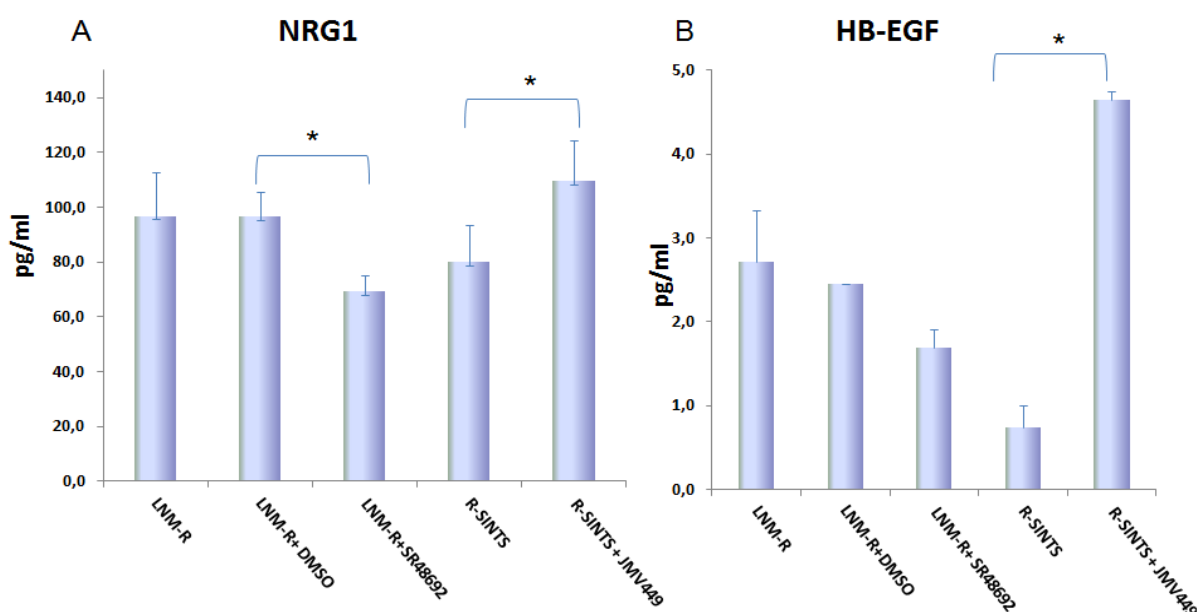 A
NRG1
pg/ml
140,0
120,0
100,0
80,0
60,0
40,0
20,0
0,0
*
*
LNM-R
LNM-R+ DMSO
LNM-R+SR48692
R-SINTS
R-SINTS + JMV449
B
HB-EGF
pg/ml
5,0
4,0
3,0
2,0
1,0
0,0
*
LNM-R
LNM-R+DMSO
LNM-R+ SR48692
R-SINTS
R-SINTS + JMV449